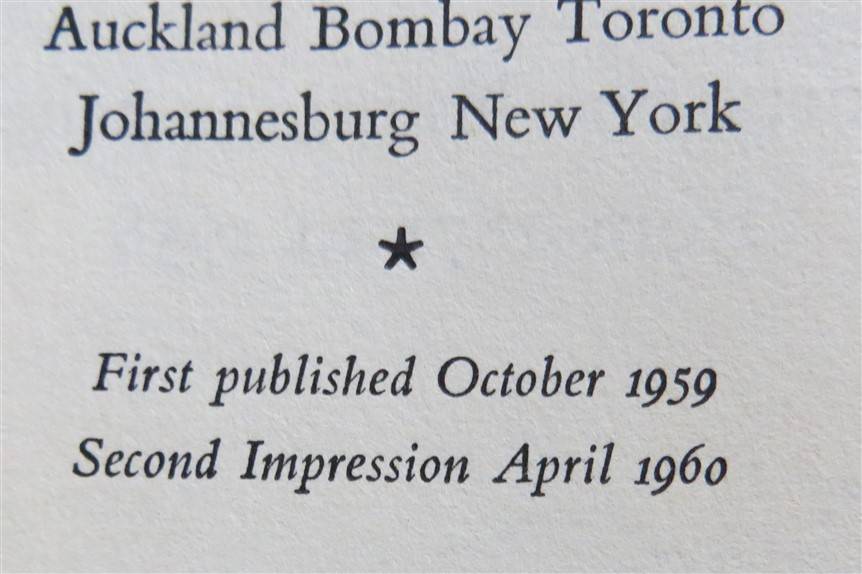 Auckland Bombay Toronto
Johannesburg New York
*
First published October 1959
Second Impression April 1960